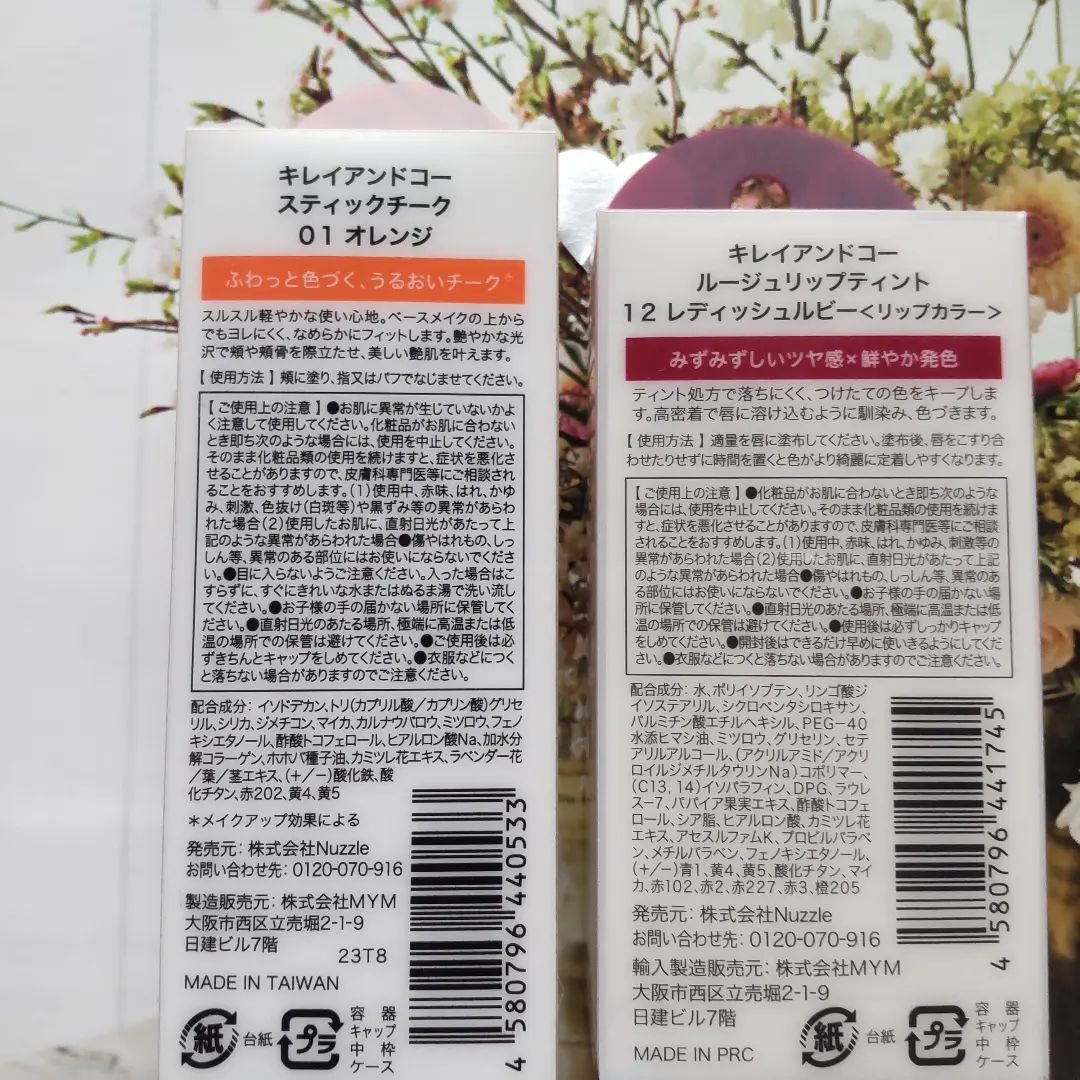 キレイアンドコー
スティックチーク
01 オレンジ
ふわっと色づく、うるおいチーク*
スルスル軽やかな使い心地。ベースメイクの上から
でもヨレにくく、なめらかにフィットします。艶やかな光
沢で頬や頬骨を際立たせ、美しい艶肌を叶えます。
【 使用方法 】頬に塗り、指又はパフでなじませてください。
【 ご使用上の注意 】●お肌に異常が生じていないかよ
く注意して使用してください。化粧品がお肌に合わない
とき即ち次のような場合には、使用を中止してください。
そのまま化粧品類の使用を続けますと、症状を悪化さ
せることがありますので、皮膚科専門医等にご相談され
ることをおすすめします。(1)使用中、赤味、はれ、かゆ
み、刺激、色抜け(白斑等)や黒ずみ等の異常があらわ
れた場合(2)使用したお肌に、直射日光があたって上
記のような異常があらわれた場合●傷やはれもの、しっ
しん等、異常のある部位にはお使いにならないでくださ
い。●目に入らないようご注意ください。入った場合はこ
すらずに、すぐにきれいな水またはぬるま湯で洗い流し
てください。●お子様の手の届かない場所に保管してく
ださい。●直射日光のあたる場所、極端に高温または低
温の場所での保管は避けてください。●ご使用後は必
ずきちんとキャップをしめてください。●衣服などにつく
と落ちない場合がありますのでご注意ください。
配合成分: イソドデカン、トリ(カプリル酸/カプリン酸)グリセ
リル、シリカ、ジメチコン、マイカ、カルナウバロウ、ミツロウ、フェノ
キシエタノール、酢酸トコフェロール、ヒアルロン酸Na、加水分
解コラーゲン、ホホバ種子油、カミツレ花エキス、ラベンダー花
/葉/茎エキス、(+/−)酸化鉄、酸
化チタン、赤202、黄4、黄5
*メイクアップ効果による
発売元: 株式会社Nuzzle
お問い合わせ先: 0120-070-916
製造販売元: 株式会社MYM
大阪市西区立売堀2-1-9
日建ビル7階
23T8
MADE IN TAIWAN
紙
台紙
プラ
容 器
キャップ
中 枠
ケース
4 580796 440533
キレイアンドコー
ルージュリップティント
12 レディッシュルビー<リップカラー>
みずみずしいツヤ感×鮮やか発色
ティント処方で落ちにくく、つけたての色をキープしま
す。高密着で唇に溶け込むように馴染み、色づきます。
【 使用方法 】適量を唇に塗布してください。塗布後、唇をこすり合
わせたりせずに時間を置くと色がより綺麗に定着しやすくなります。
【 ご使用上の注意 】●化粧品がお肌に合わないとき即ち次のような
場合には、使用を中止してください。そのまま化粧品類の使用を続けま
すと、症状を悪化させることがありますので、皮膚科専門医等にご相談
されることをおすすめします。(1)使用中、赤味、はれ、かゆみ、刺激等の
異常があらわれた場合(2)使用したお肌に、直射日光があたって上記
のような異常があらわれた場合●傷やはれもの、しっしん等、異常のあ
る部位にはお使いにならないでください。●お子様の手の届かない場
所に保管してください。●直射日光のあたる場所、極端に高温または低
温の場所での保管は避けてください。●使用後は必ずしっかりキャップ
をしめてください。●開封後はできるだけ早めに使いきるようにしてくだ
さい。●衣服などにつくと落ちない場合がありますのでご注意ください。
配合成分: 水、ポリイソブテン、リンゴ酸ジ
イソステアリル、シクロペンタシロキサン、
パルミチン酸エチルヘキシル、PEG-40
水添ヒマシ油、ミツロウ、グリセリン、セテ
アリルアルコール、(アクリルアミド/アクリ
ロイルジメチルタウリンNa)コポリマー、
(C13,14)イソパラフィン、DPG、ラウレ
ス-7、パパイア果実エキス、酢酸トコフェ
ロール、シア脂、ヒアルロン酸、カミツレ花
エキス、アセスルファムK、プロピルパラベ
ン、メチルパラベン、フェノキシエタノール、
(+/−)青1、黄4、黄5、酸化チタン、マイ
カ、赤102、赤2、赤227、赤3、橙205
発売元: 株式会社Nuzzle
お問い合わせ先: 0120-070-916
輸入製造販売元: 株式会社MYM
大阪市西区立売堀2-1-9
日建ビル7階
MADE IN PRC
紙
台紙
プラ
容 器
キャップ
中 枠
ケース
4 580796 441745